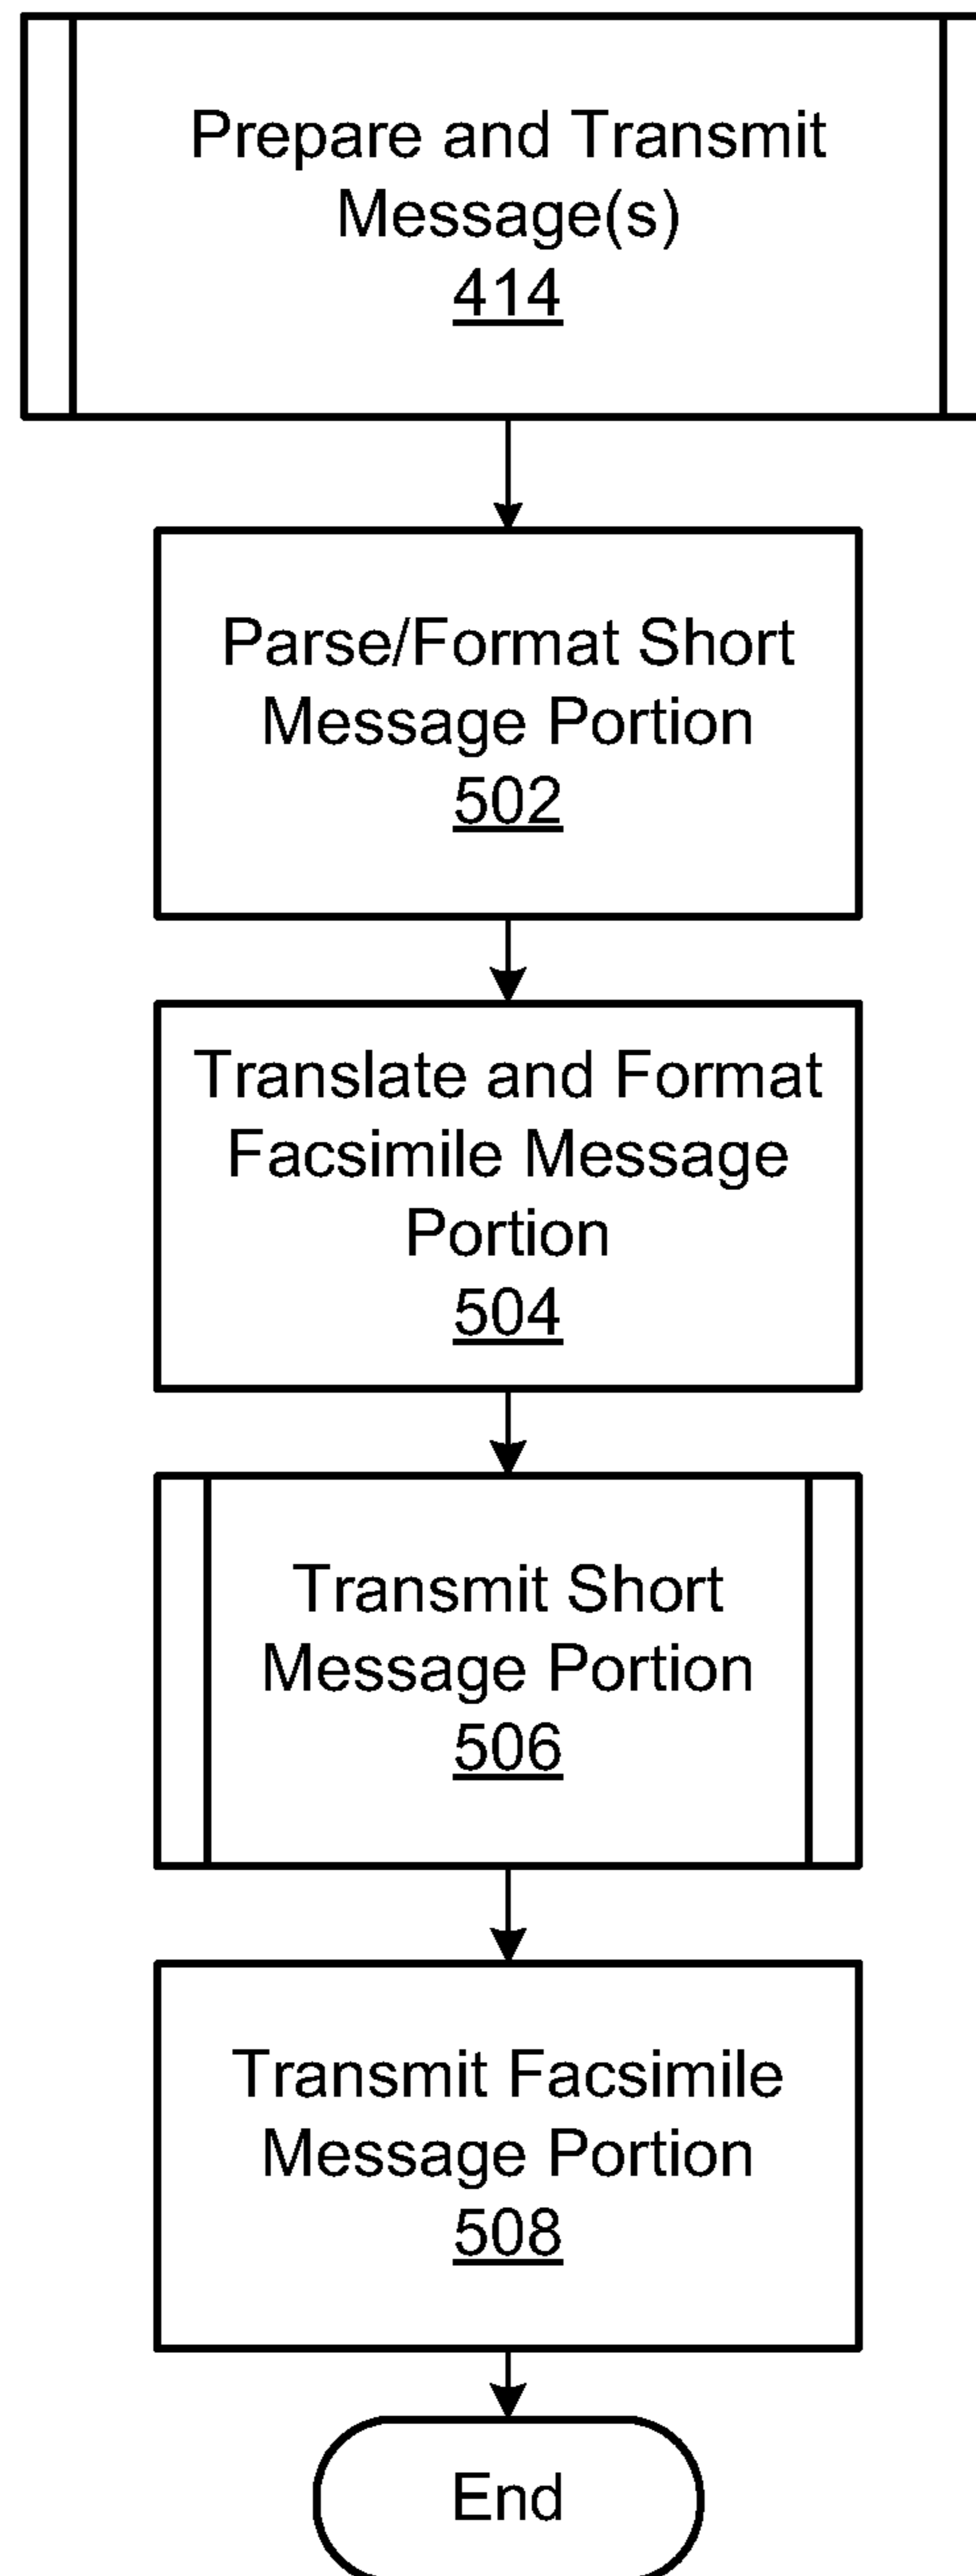 Prepare and Transmit
Message(s)
414
Parse/Format Short
Message Portion
502
Translate and Format
Facsimile Message
Portion
504
Transmit Short
Message Portion
506
Transmit Facsimile
Message Portion
508
End